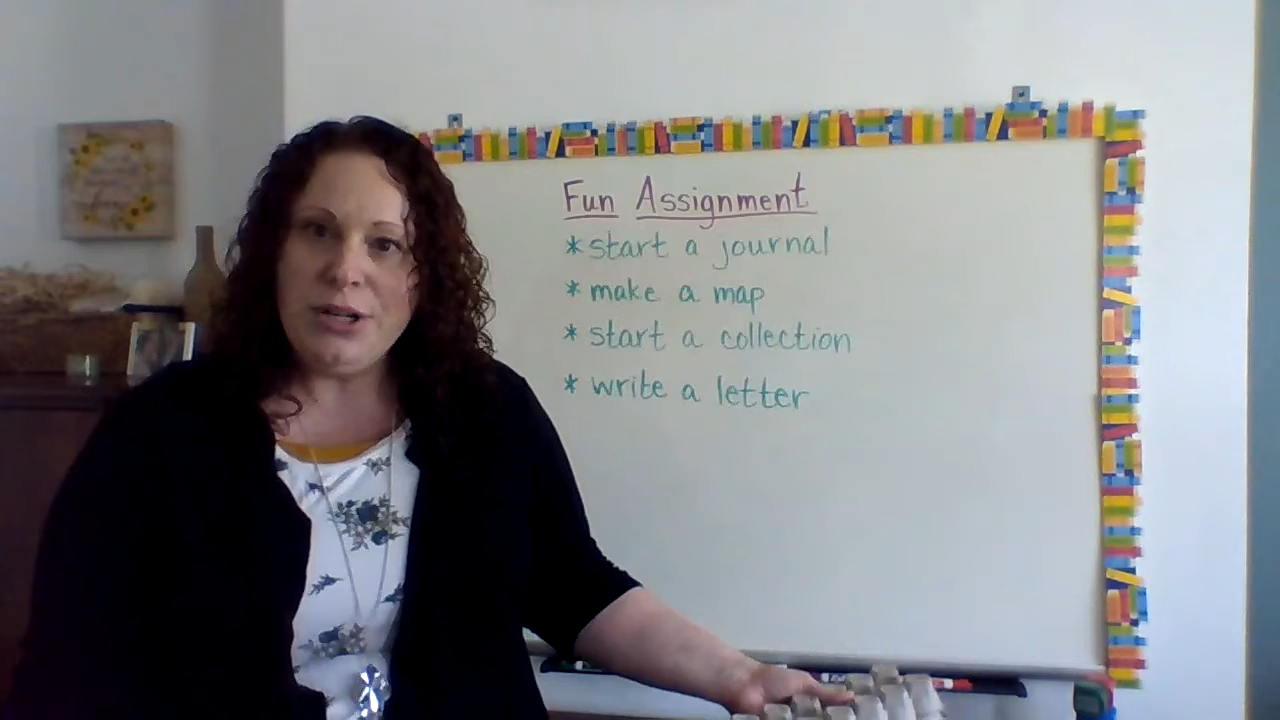 Fun Assignment
*start a journal
*make a map
*start a collection
*write a letter